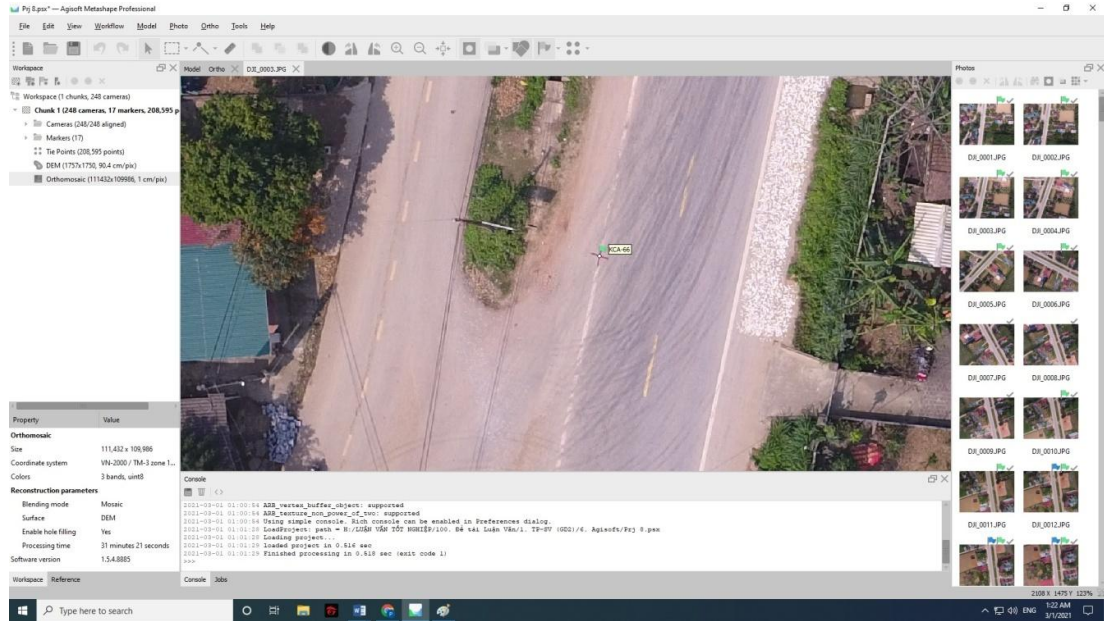 Prj 8.psx* — Agisoft Metashape Professional
File Edit View Workflow Model Photo Ortho Tools Help
Workspace
Workspace (1 chunks, 248 cameras)
Chunk 1 (248 cameras, 17 markers, 208,595 p
Cameras (248/248 aligned)
Markers (17)
Tie Points (208,595 points)
DEM (1757x1750, 90.4 cm/pix)
Orthomosaic (111432x109986, 1 cm/pix)
Property Value
Orthomosaic
Size 111,432 x 109,986
Coordinate system VN-2000 / TM-3 zone 1...
Colors 3 bands, uint8
Reconstruction parameters
Blending mode Mosaic
Surface DEM
Enable hole filling Yes
Processing time 31 minutes 21 seconds
Software version 1.5.4.8885
Workspace Reference
Model Ortho DJI_0003.JPG
KCA-66
Console
2021-03-01 01:00:54 ARB_vertex_buffer_object: supported
2021-03-01 01:00:54 ARB_texture_non_power_of_two: supported
2021-03-01 01:00:54 Using simple console. Rich console can be enabled in Preferences dialog.
2021-03-01 01:01:28 LoadProject: path = H:/LUẬN VĂN TỐT NGHIỆP/100. Đề tài Luận Văn/1. TP-SV (GD2)/6. Agisoft/Prj 8.psx
2021-03-01 01:01:28 Loading project...
2021-03-01 01:01:29 Loaded project in 0.516 sec
2021-03-01 01:01:29 Finished processing in 0.518 sec (exit code 1)
>>>
Console Jobs
Photos
DJI_0001.JPG DJI_0002.JPG
DJI_0003.JPG DJI_0004.JPG
DJI_0005.JPG DJI_0006.JPG
DJI_0007.JPG DJI_0008.JPG
DJI_0009.JPG DJI_0010.JPG
DJI_0011.JPG DJI_0012.JPG
2108 X 1475 Y 123%
Type here to search
ENG
1:22 AM
3/1/2021